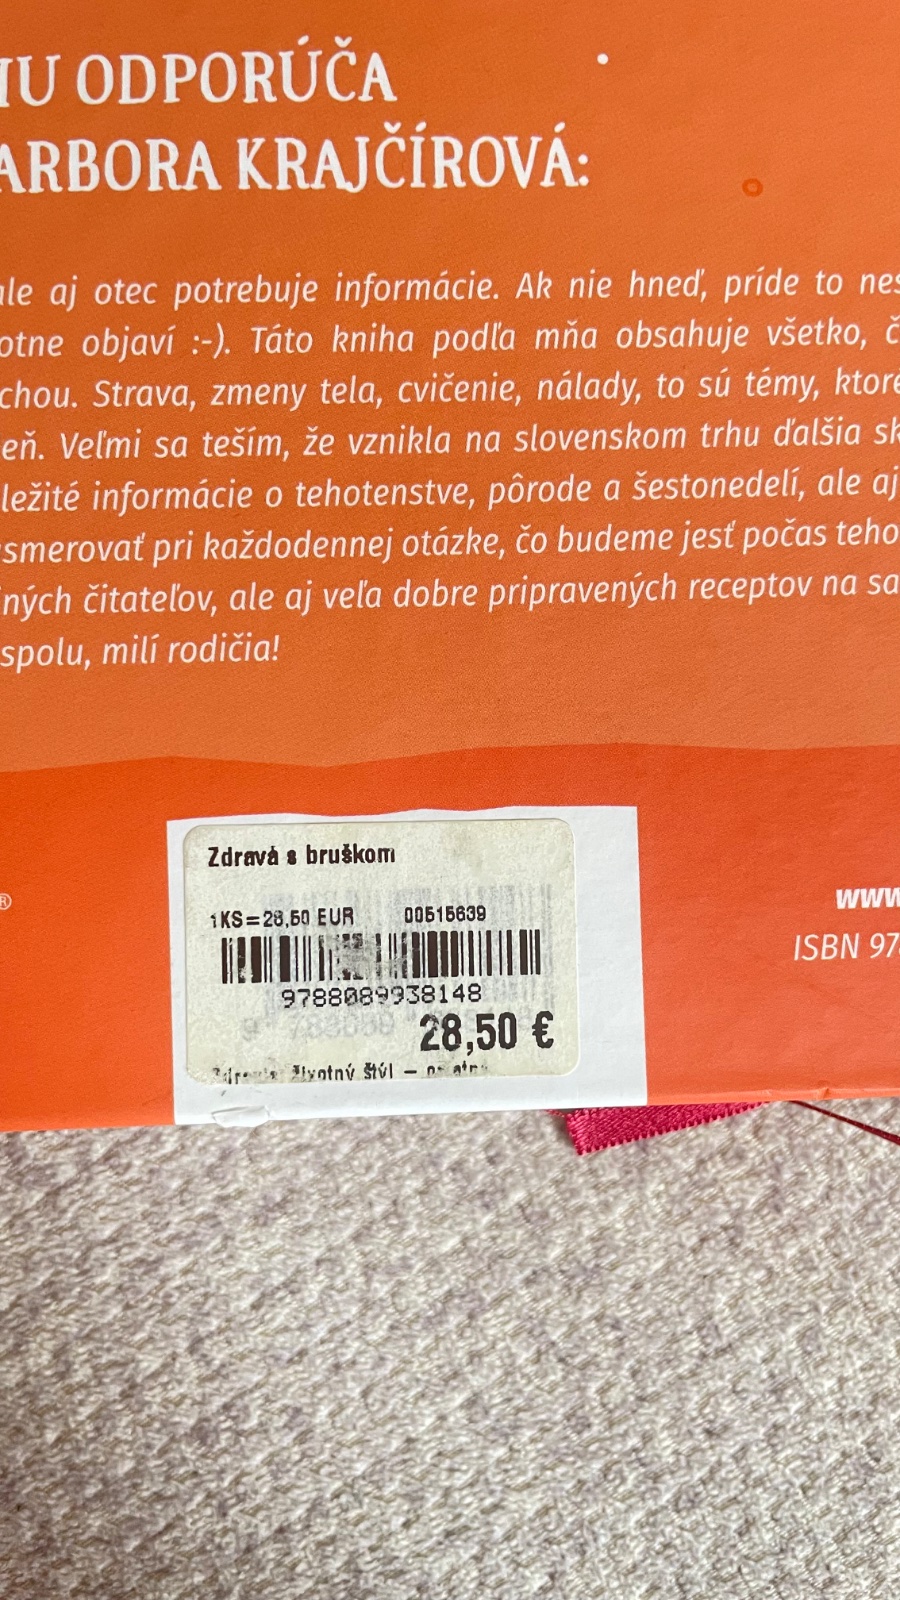 ODPORÚČA
ARBORA KRAJČÍROVÁ:
ale aj otec potrebuje informácie. Ak nie hneď, príde to nes
otne objaví :-). Táto kniha podľa mňa obsahuje všetko, č
chou. Strava, zmeny tela, cvičenie, nálady, to sú témy, ktoré
eň. Veľmi sa teším, že vznikla na slovenskom trhu ďalšia sk
ležité informácie o tehotenstve, pôrode a šestonedelí, ale aj
smerovať pri každodennej otázke, čo budeme jesť počas teho
ných čitateľov, ale aj veľa dobre pripravených receptov na sa
spolu, milí rodičia!
Zdravá s bruškom
1KS=28,50 EUR 00515639
9788089938148
28,50 €
životný štýl –
®
www
ISBN 978